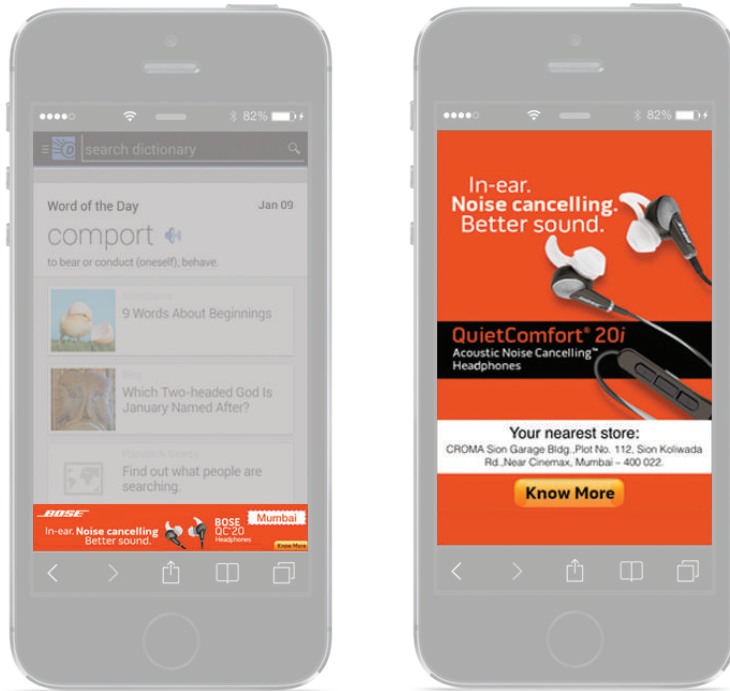 82%
search dictionary
Word of the Day
Jan 09
comport
to bear or conduct (oneself); behave.
9 Words About Beginnings
Blog
Which Two-headed God Is
January Named After?
Find out what people are
searching.
BOSE
In-ear. Noise cancelling
Better sound.
BOSE
QC®20
Headphones
Mumbai
Know More
82%
In-ear.
Noise cancelling.
Better sound.
QuietComfort® 20i
Acoustic Noise Cancelling™
Headphones
Your nearest store:
CROMA Sion Garage Bldg.,Plot No. 112, Sion Koliwada
Rd.,Near Cinemax, Mumbai – 400 022.
Know More